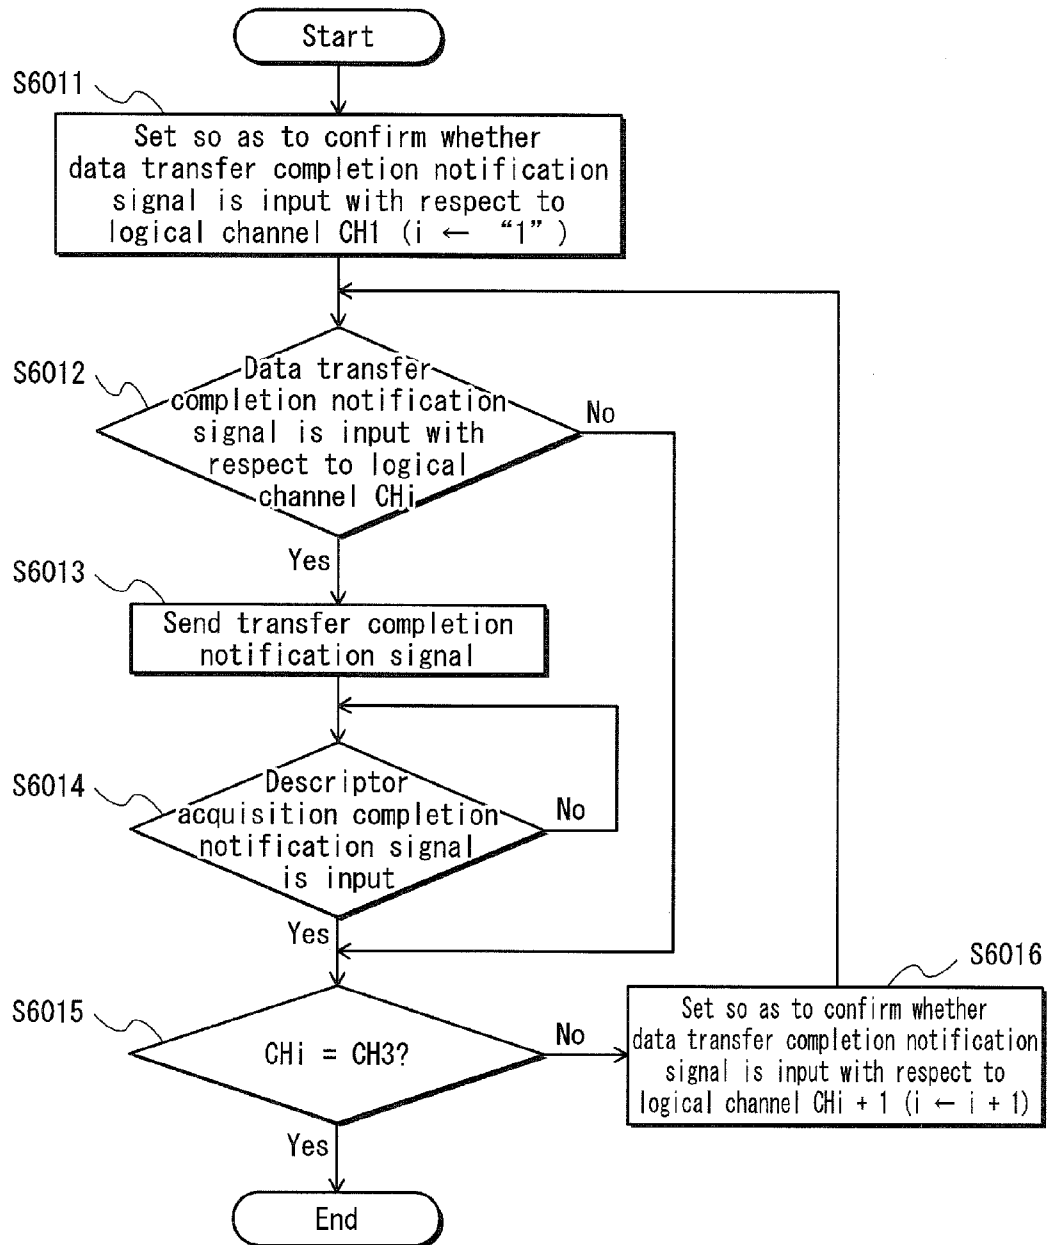 Start
S6011
Set so as to confirm whether
data transfer completion notification
signal is input with respect to
logical channel CH1 (i ← “1”)
S6012
Data transfer
completion notification
signal is input with
respect to logical
channel CHi
No
Yes
S6013
Send transfer completion
notification signal
S6014
Descriptor
acquisition completion
notification signal
is input
No
Yes
S6015
CHi = CH3?
No
S6016
Set so as to confirm whether
data transfer completion notification
signal is input with respect to
logical channel CHi + 1 (i ← i + 1)
Yes
End